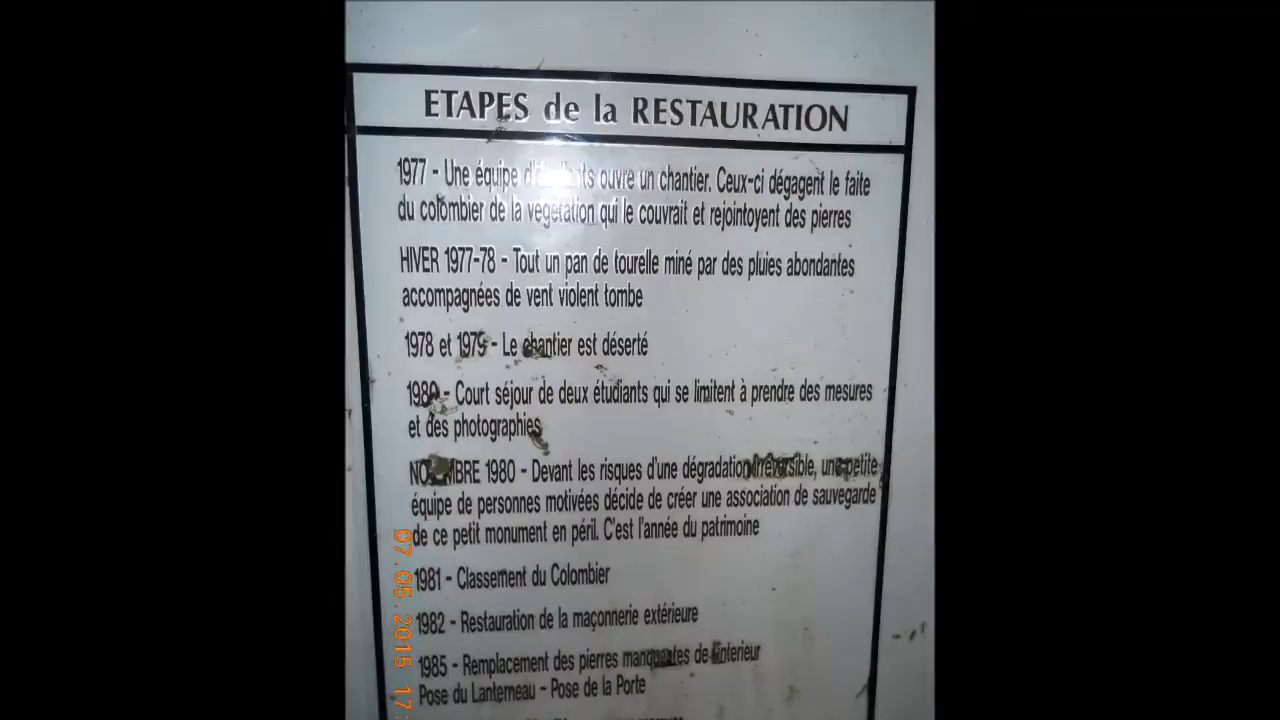 ETAPES de la RESTAURATION
1977 - Une équipe d'étudiants ouvre un chantier. Ceux-ci dégagent le faite
du colombier de la vegeration qui le couvrait et rejointoyent des pierres
HIVER 1977-78 - Tout un pan de tourelle miné par des pluies abondantes
accompagnées de vent violent tombe
1978 et 1979 - Le chantier est déserté
1980 - Court séjour de deux étudiants qui se limitent à prendre des mesures
et des photographies
NOVEMBRE 1980 - Devant les risques d'une dégradation irréversible, une petite
équipe de personnes motivées décide de créer une association de sauvegarde
de ce petit monument en péril. C'est l'année du patrimoine
1981 - Classement du Colombier
1982 - Restauration de la maçonnerie extérieure
1985 - Remplacement des pierres manquantes de l'interieur
Pose du Lanterneau - Pose de la Porte
07.05.2015 17: